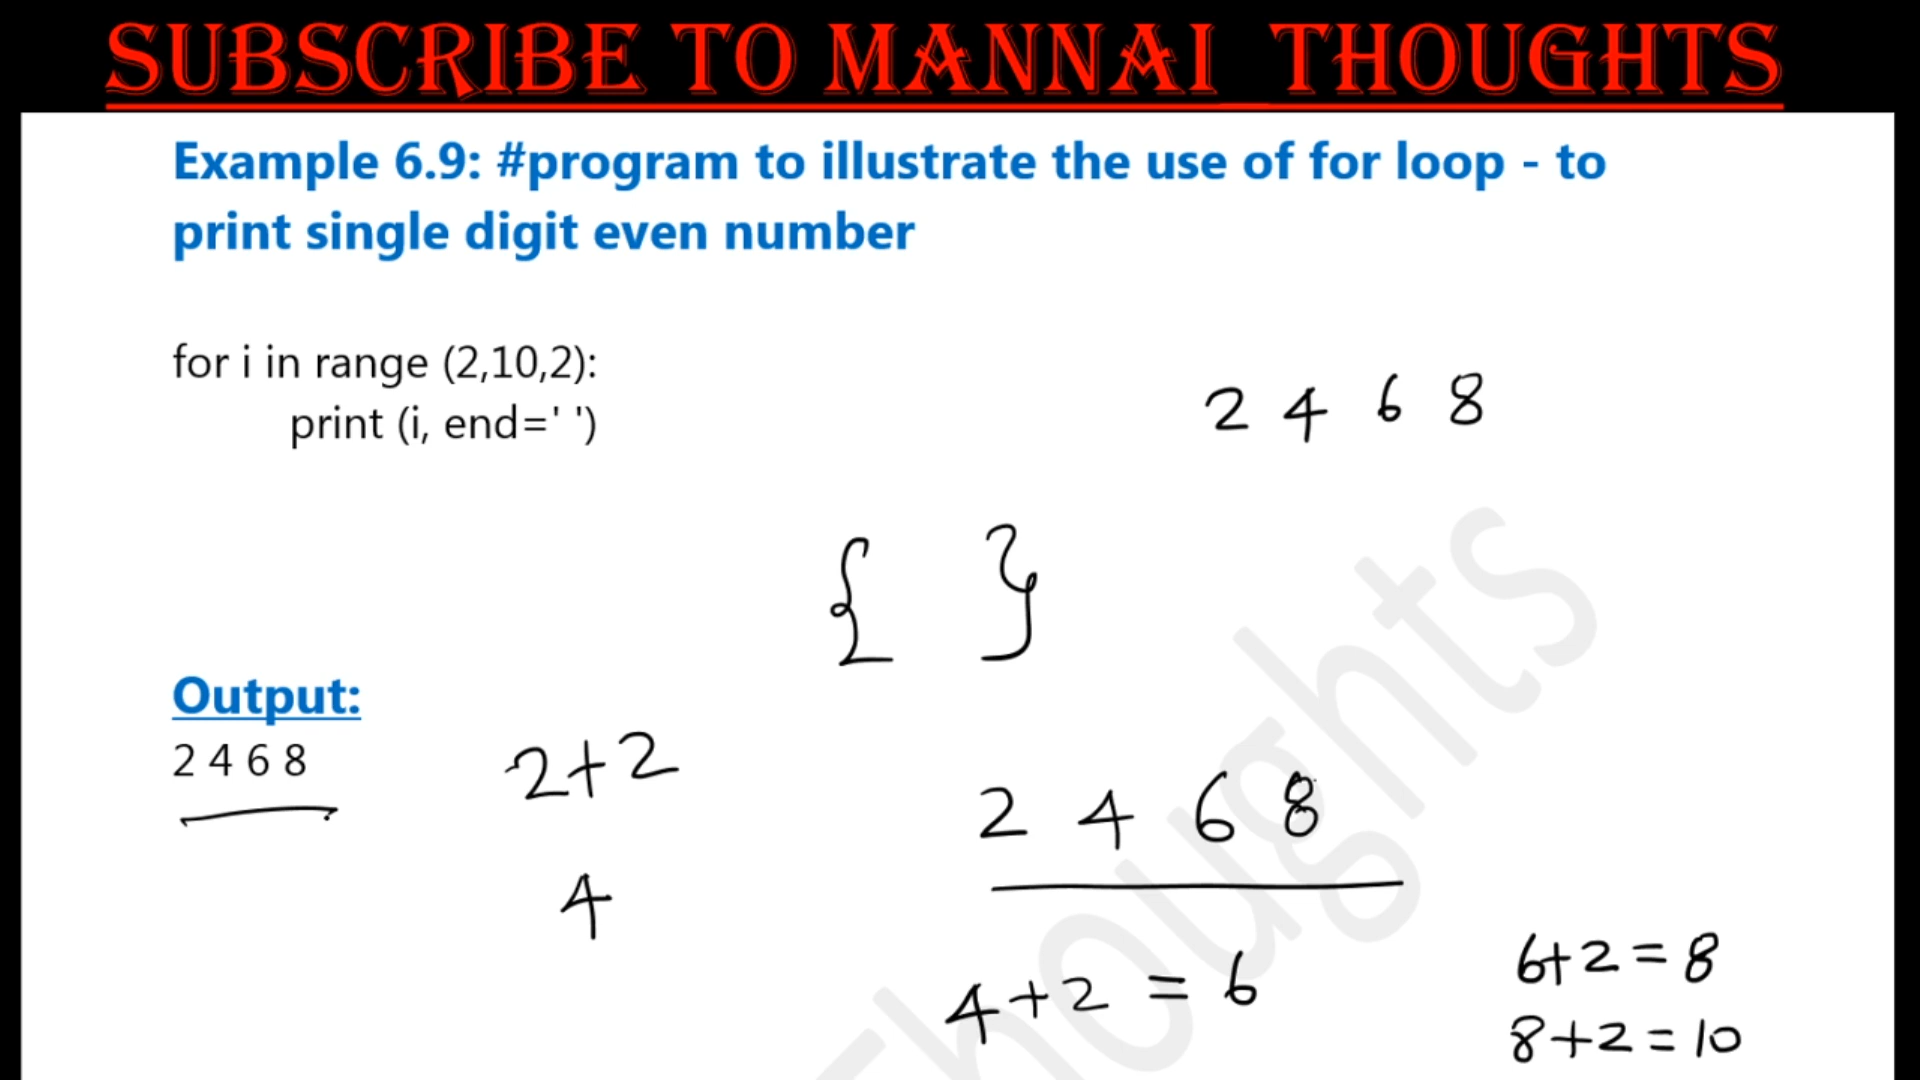 SUBSCRIBE TO MANNAI THOUGHTS
Example 6.9: #program to illustrate the use of for loop - to
print single digit even number
for i in range (2,10,2):
print (i, end=' ')
2 4 6 8
{ }
Output:
2 4 6 8
2+2
4
2 4 6 8
4+2 = 6
6+2=8
8+2=10
Thoughts